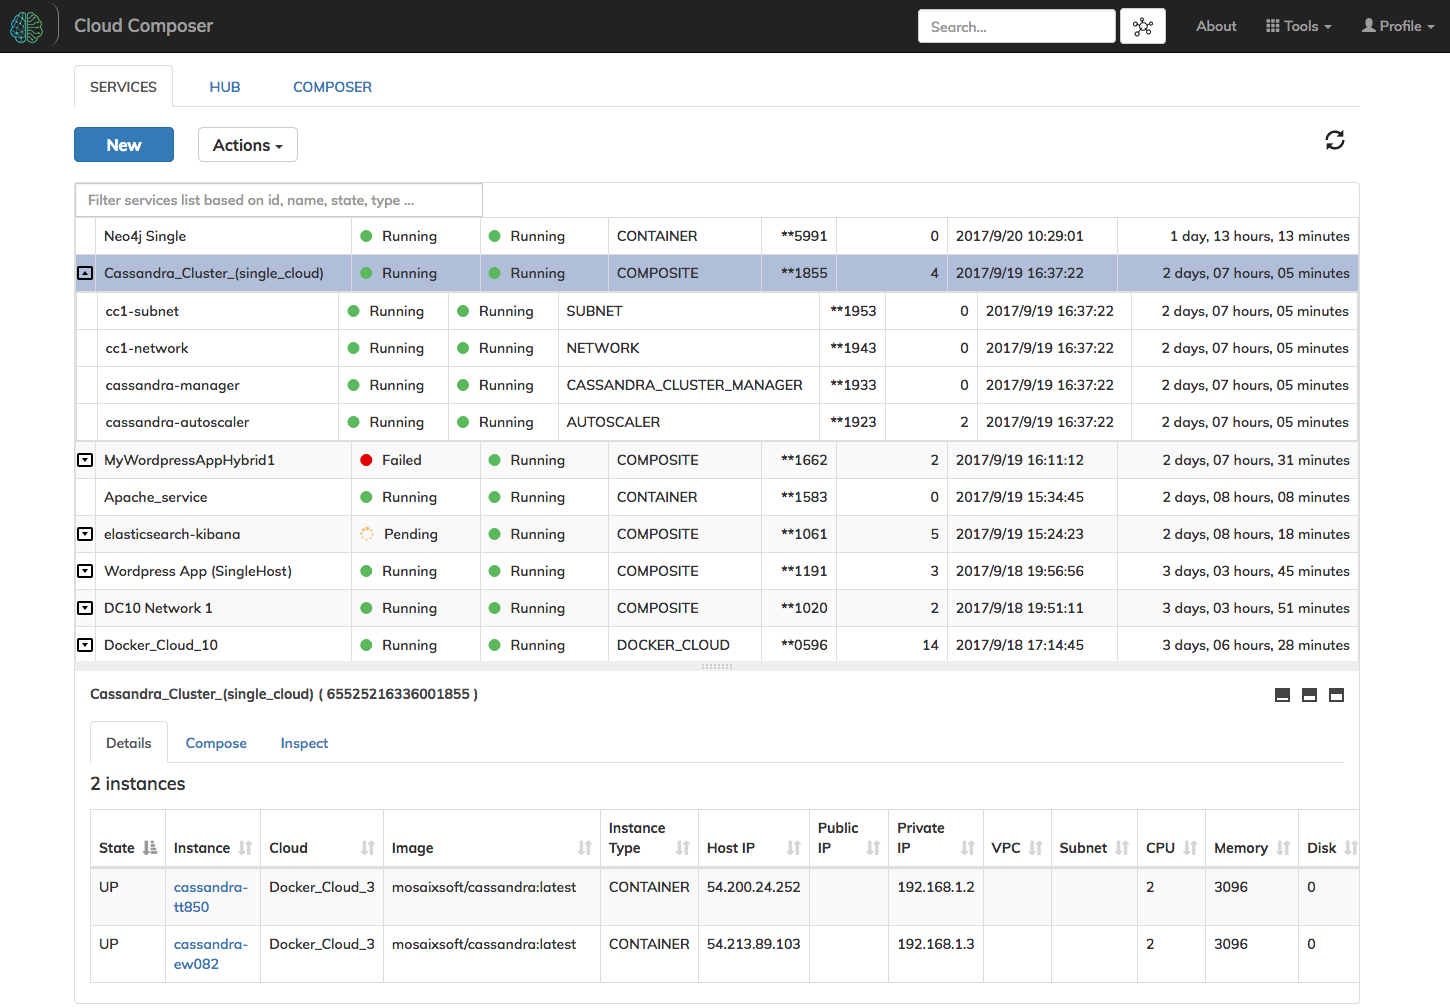 Cloud Composer
Search...
About
Tools
Profile
SERVICES HUB COMPOSER
New Actions
Filter services list based on id, name, state, type ...
Neo4j Single Running Running CONTAINER **5991 0 2017/9/20 10:29:01 1 day, 13 hours, 13 minutes
Cassandra_Cluster_(single_cloud) Running Running COMPOSITE **1855 4 2017/9/19 16:37:22 2 days, 07 hours, 05 minutes
cc1-subnet Running Running SUBNET **1953 0 2017/9/19 16:37:22 2 days, 07 hours, 05 minutes
cc1-network Running Running NETWORK **1943 0 2017/9/19 16:37:22 2 days, 07 hours, 05 minutes
cassandra-manager Running Running CASSANDRA_CLUSTER_MANAGER **1933 0 2017/9/19 16:37:22 2 days, 07 hours, 05 minutes
cassandra-autoscaler Running Running AUTOSCALER **1923 2 2017/9/19 16:37:22 2 days, 07 hours, 05 minutes
MyWordpressAppHybrid1 Failed Running COMPOSITE **1662 2 2017/9/19 16:11:12 2 days, 07 hours, 31 minutes
Apache_service Running Running CONTAINER **1583 0 2017/9/19 15:34:45 2 days, 08 hours, 08 minutes
elasticsearch-kibana Pending Running COMPOSITE **1061 5 2017/9/19 15:24:23 2 days, 08 hours, 18 minutes
Wordpress App (SingleHost) Running Running COMPOSITE **1191 3 2017/9/18 19:56:56 3 days, 03 hours, 45 minutes
DC10 Network 1 Running Running COMPOSITE **1020 2 2017/9/18 19:51:11 3 days, 03 hours, 51 minutes
Docker_Cloud_10 Running Running DOCKER_CLOUD **0596 14 2017/9/18 17:14:45 3 days, 06 hours, 28 minutes
Cassandra_Cluster_(single_cloud) ( 65525216336001855 )
Details Compose Inspect
2 instances
State Instance Cloud Image Instance Type Host IP Public IP Private IP VPC Subnet CPU Memory Disk
UP cassandra-tt850 Docker_Cloud_3 mosaixsoft/cassandra:latest CONTAINER 54.200.24.252 192.168.1.2 2 3096 0
UP cassandra-ew082 Docker_Cloud_3 mosaixsoft/cassandra:latest CONTAINER 54.213.89.103 192.168.1.3 2 3096 0